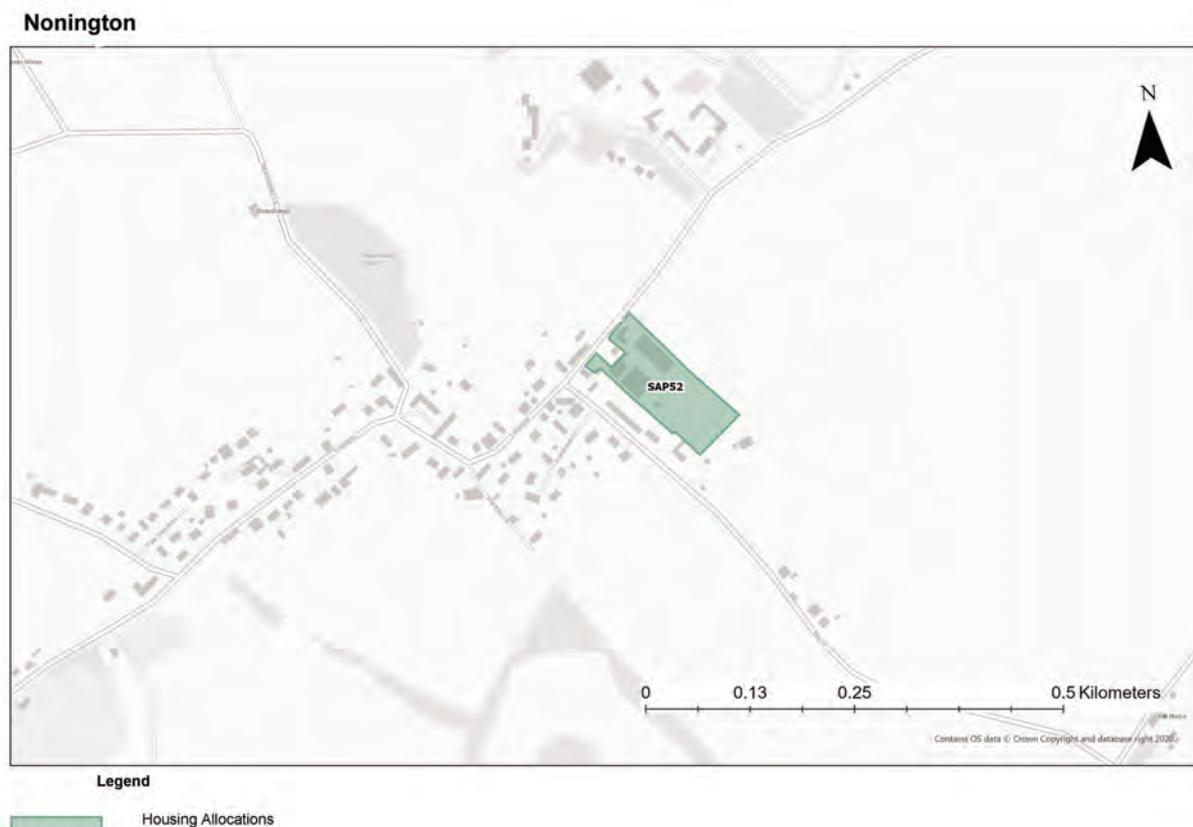 Nonington
N
SAP52
0 0.13 0.25 0.5 Kilometers
Contains OS data © Crown Copyright and database right 2020
Legend
Housing Allocations